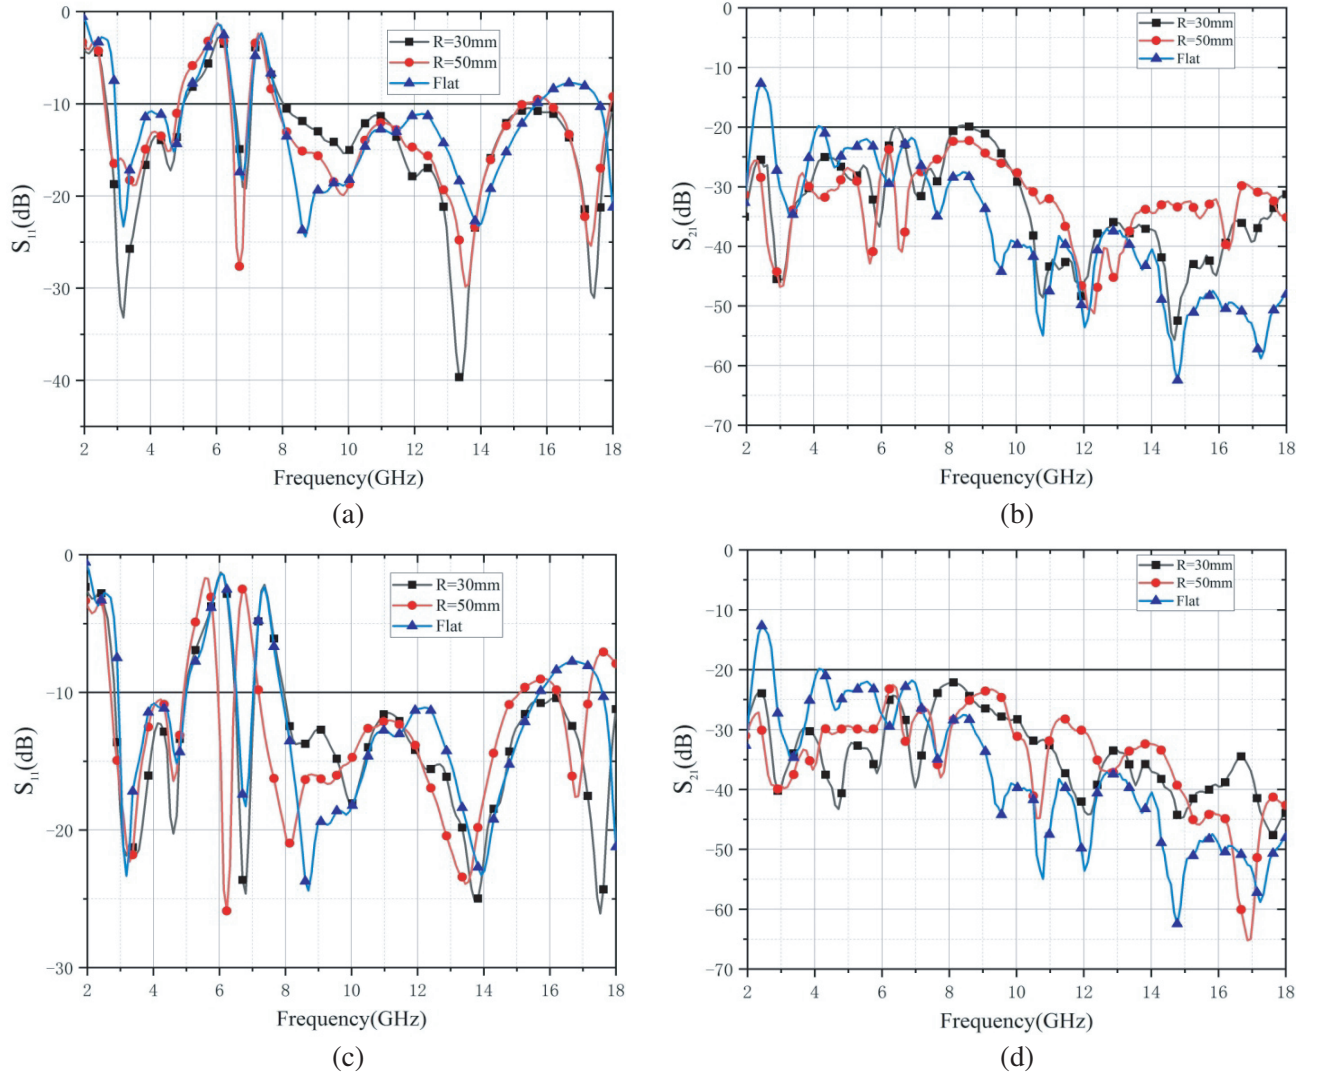 0
−10
−20
−30
−40
S₁₁(dB)
R=30mm
R=50mm
Flat
2 4 6 8 10 12 14 16 18
Frequency(GHz)
(a)
0
−10
−20
−30
−40
−50
−60
−70
S₂₁(dB)
R=30mm
R=50mm
Flat
2 4 6 8 10 12 14 16 18
Frequency(GHz)
(b)
0
−10
−20
−30
S₁₁(dB)
R=30mm
R=50mm
Flat
2 4 6 8 10 12 14 16 18
Frequency(GHz)
(c)
0
−10
−20
−30
−40
−50
−60
−70
S₂₁(dB)
R=30mm
R=50mm
Flat
2 4 6 8 10 12 14 16 18
Frequency(GHz)
(d)